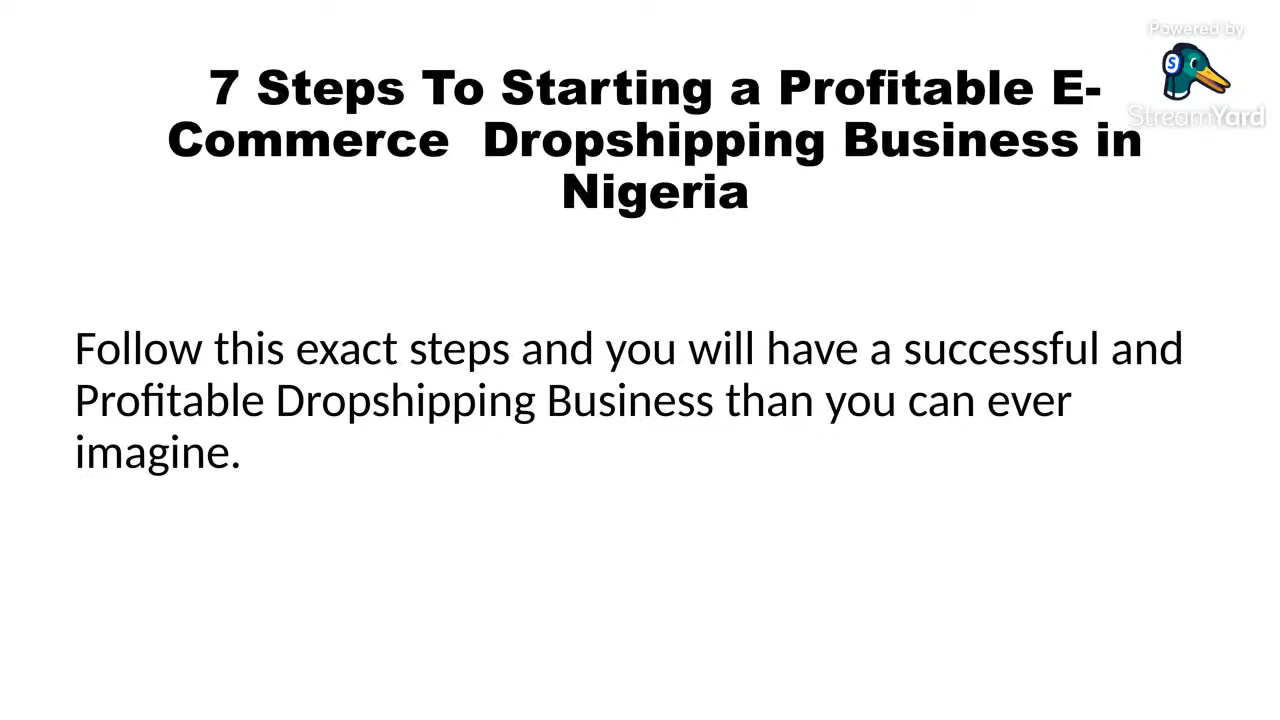 Powered by
StreamYard
7 Steps To Starting a Profitable E-
Commerce  Dropshipping Business in
Nigeria
Follow this exact steps and you will have a successful and
Profitable Dropshipping Business than you can ever
imagine.